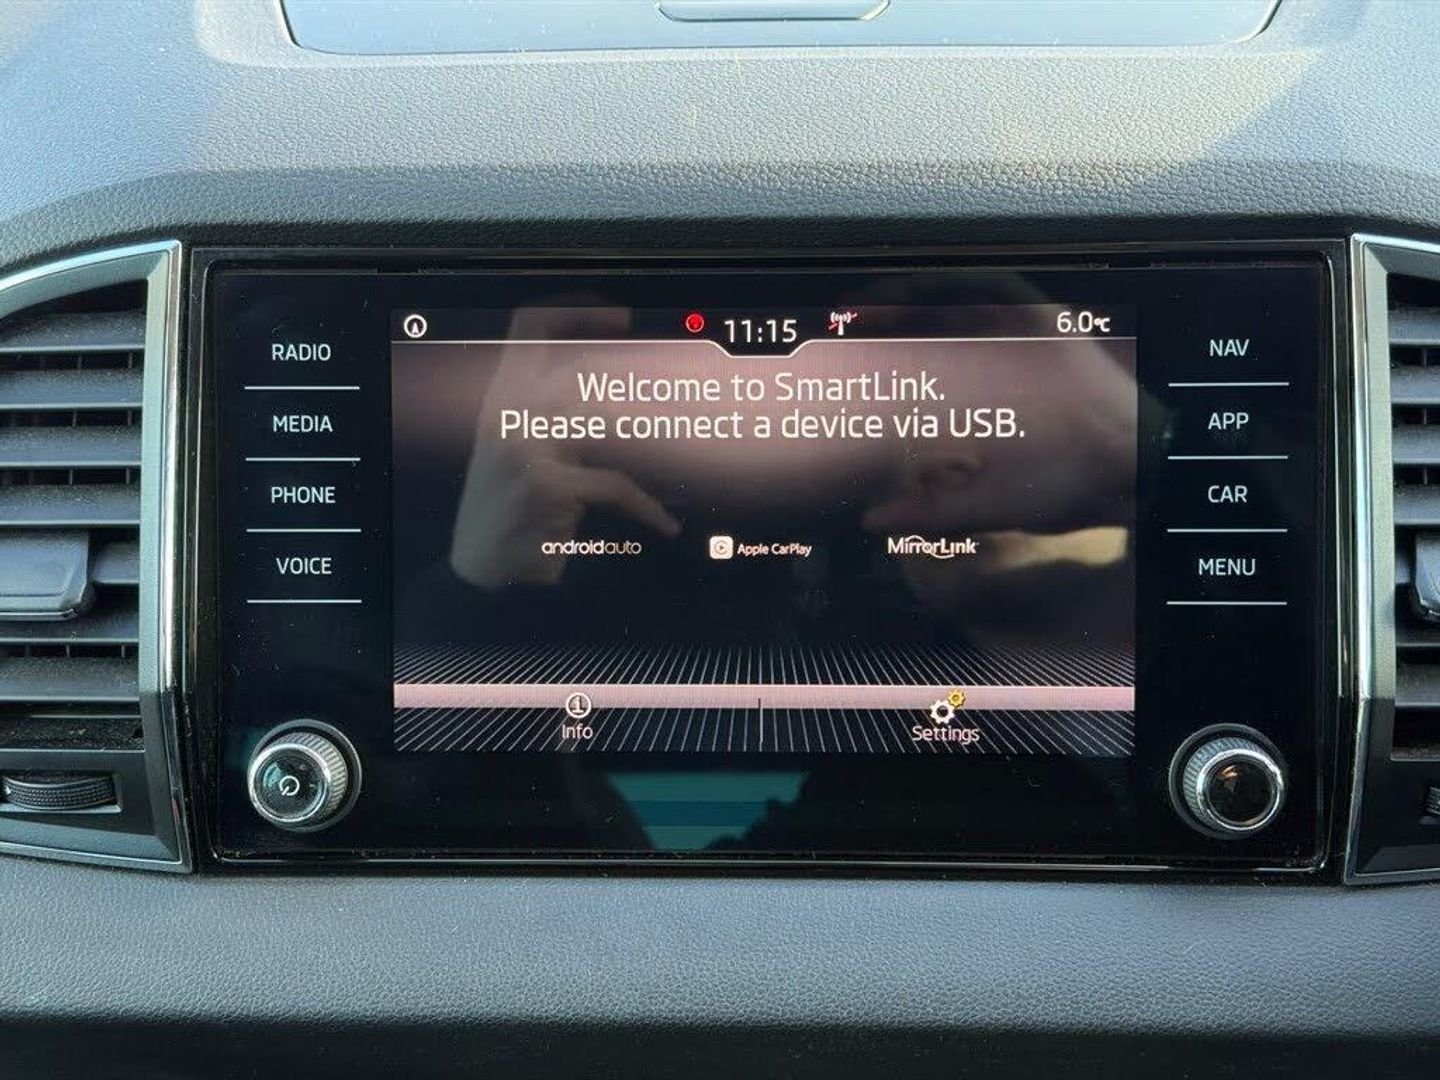 11:15
6.0°C
RADIO
MEDIA
PHONE
VOICE
Welcome to SmartLink.
Please connect a device via USB.
androidauto
Apple CarPlay
MirrorLink
Info
Settings
NAV
APP
CAR
MENU